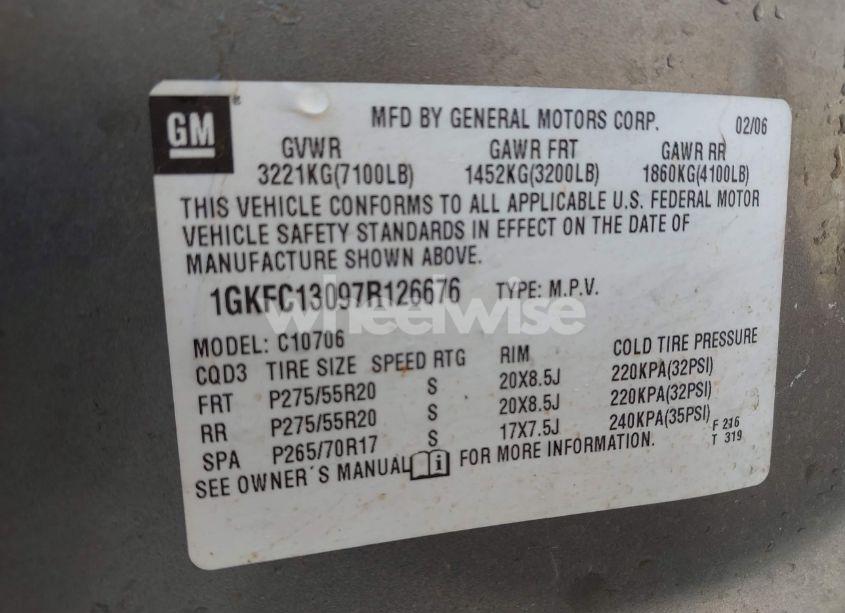 GM
MFD BY GENERAL MOTORS CORP. 02/06
GVWR GAWR FRT GAWR RR
3221KG(7100LB) 1452KG(3200LB) 1860KG(4100LB)
THIS VEHICLE CONFORMS TO ALL APPLICABLE U.S. FEDERAL MOTOR
VEHICLE SAFETY STANDARDS IN EFFECT ON THE DATE OF
MANUFACTURE SHOWN ABOVE.
1GKFC13097R126676 TYPE: M.P.V.
wheelwise
MODEL: C10706
CQD3 TIRE SIZE SPEED RTG RIM COLD TIRE PRESSURE
FRT P275/55R20 S 20X8.5J 220KPA(32PSI)
RR P275/55R20 S 20X8.5J 220KPA(32PSI)
SPA P265/70R17 S 17X7.5J 240KPA(35PSI)
F 216
T 319
SEE OWNER´S MANUAL i FOR MORE INFORMATION.